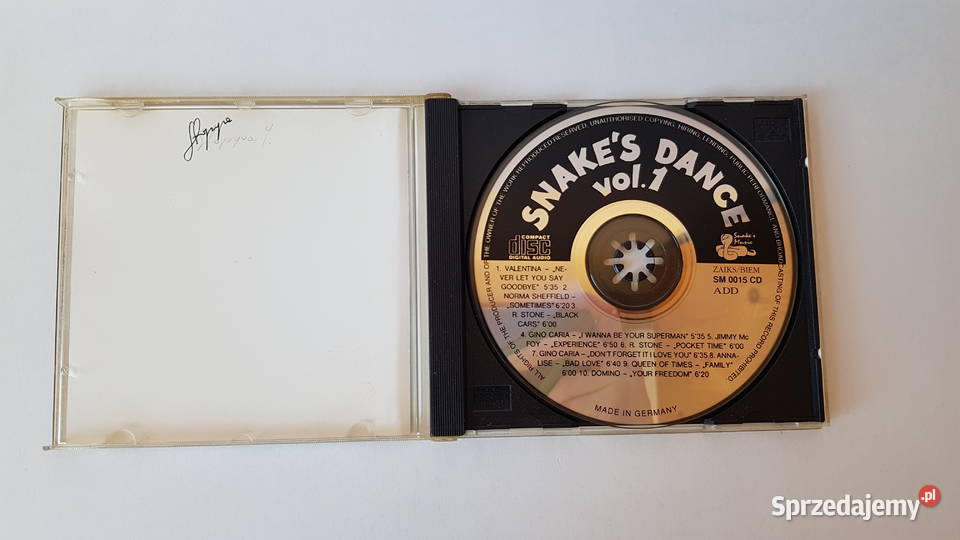 SNAKE'S DANCE
vol.1
COMPACT
disc
DIGITAL AUDIO
Snake's
Music
ZAIKS/BIEM
SM 0015 CD
ADD
1. VALENTINA – „NE-
VER LET YOU SAY
GOODBYE" 5'35 2.
NORMA SHEFFIELD –
„SOMETIMES" 6'20 3.
R. STONE – „BLACK
CARS" 6'00
4. GINO CARIA – „I WANNA BE YOUR SUPERMAN" 5'35 5. JIMMY Mc
FOY – „EXPERIENCE" 6'50 6. R. STONE – „POCKET TIME" 6'00
7. GINO CARIA – „DON'T FORGET IT I LOVE YOU" 6'35 8. ANNA-
LISE – „BAD LOVE" 6'40 9. QUEEN OF TIMES – „FAMILY"
6'00 10. DOMINO – „YOUR FREEDOM" 6'20
ALL RIGHTS OF THE PRODUCER AND OF THE OWNER OF THE WORK REPRODUCED RESERVED, UNAUTHORISED COPYING, HIRING, LENDING, PUBLIC PERFORMANCE AND BROADCASTING OF THIS RECORD PROHIBITED.
MADE IN GERMANY
Sprzedajemy.pl